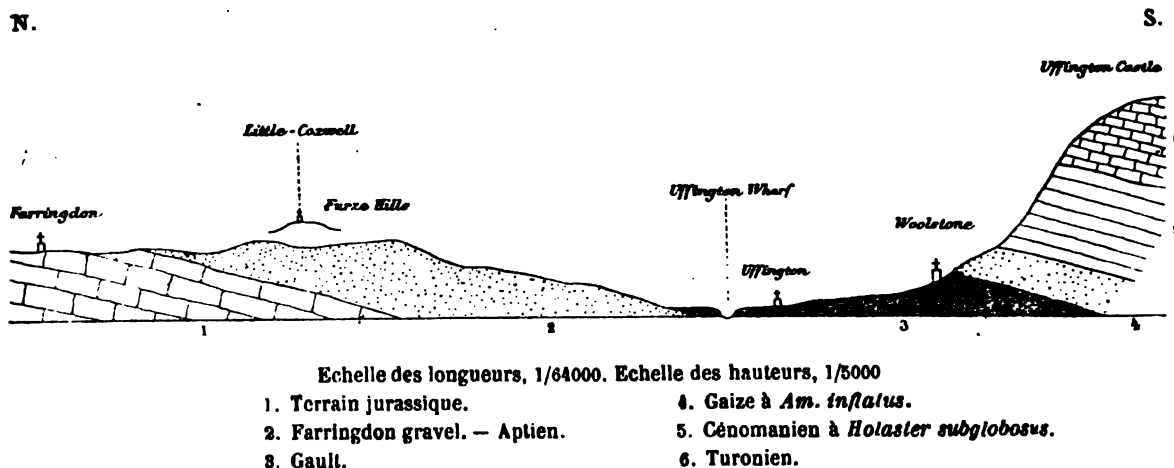 N.
S.
Uffington Castle
Little-Coxwell
Farringdon
Furze Hills
Uffington Wharf
Woolstone
Uffington
1
2
3
4
Echelle des longueurs, 1/64000. Echelle des hauteurs, 1/5000
1. Terrain jurassique.
2. Farringdon gravel. — Aptien.
3. Gault.
4. Gaize à Am. inflatus.
5. Cénomanien à Holaster subglobosus.
6. Turonien.